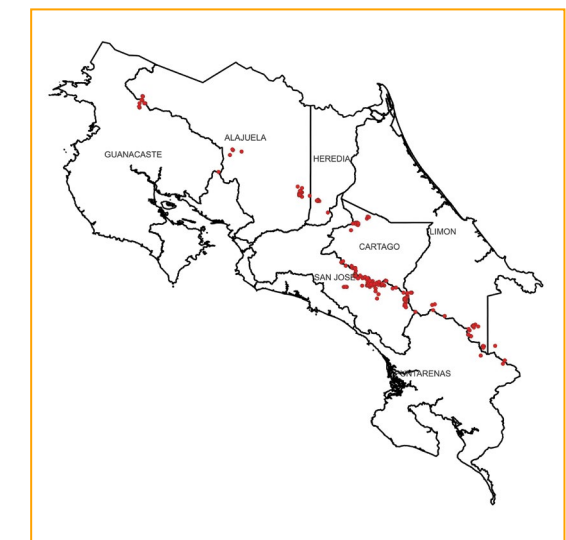 ALAJUELA
HEREDIA
GUANACASTE
LIMON
CARTAGO
SAN JOSE
PUNTARENAS